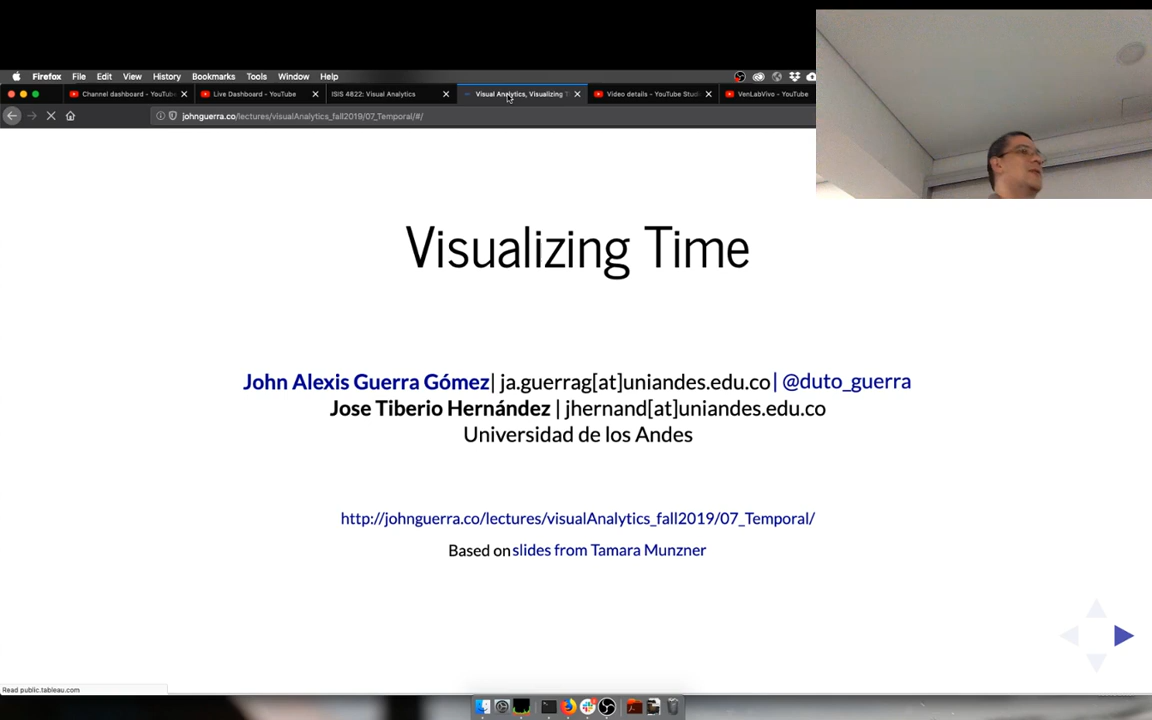 Firefox File Edit View History Bookmarks Tools Window Help
Channel dashboard - YouTube Live Dashboard - YouTube ISIS 4822: Visual Analytics Visual Analytics, Visualizing T Video details - YouTube Stud VenLabVivo - YouTube
johnguerra.co/lectures/visualAnalytics_fall2019/07_Temporal/#/
Visualizing Time
John Alexis Guerra Gómez| ja.guerrag[at]uniandes.edu.co| @duto_guerra
Jose Tiberio Hernández | jhernand[at]uniandes.edu.co
Universidad de los Andes
http://johnguerra.co/lectures/visualAnalytics_fall2019/07_Temporal/
Based on slides from Tamara Munzner
Read public.tableau.com